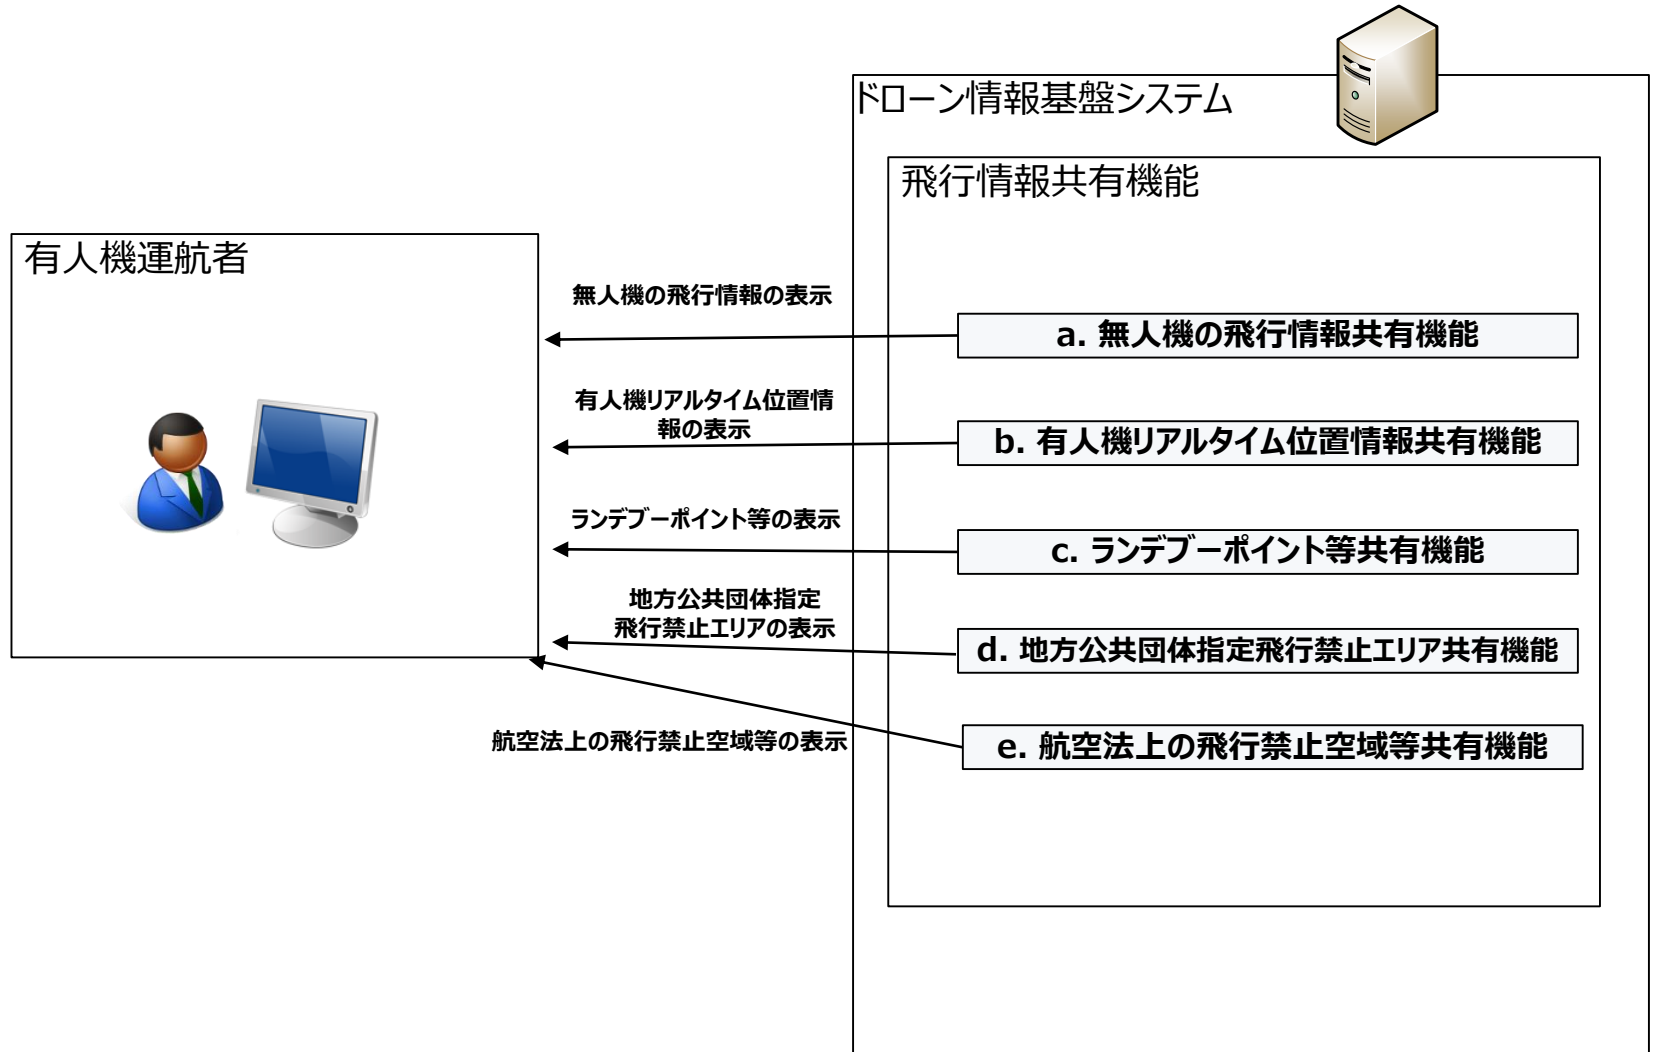 ドローン情報基盤システム
飛行情報共有機能
有人機運航者
無人機の飛行情報の表示
a. 無人機の飛行情報共有機能
有人機リアルタイム位置情
報の表示
b. 有人機リアルタイム位置情報共有機能
ランデブーポイント等の表示
c. ランデブーポイント等共有機能
地方公共団体指定
飛行禁止エリアの表示
d. 地方公共団体指定飛行禁止エリア共有機能
航空法上の飛行禁止空域等の表示
e. 航空法上の飛行禁止空域等共有機能